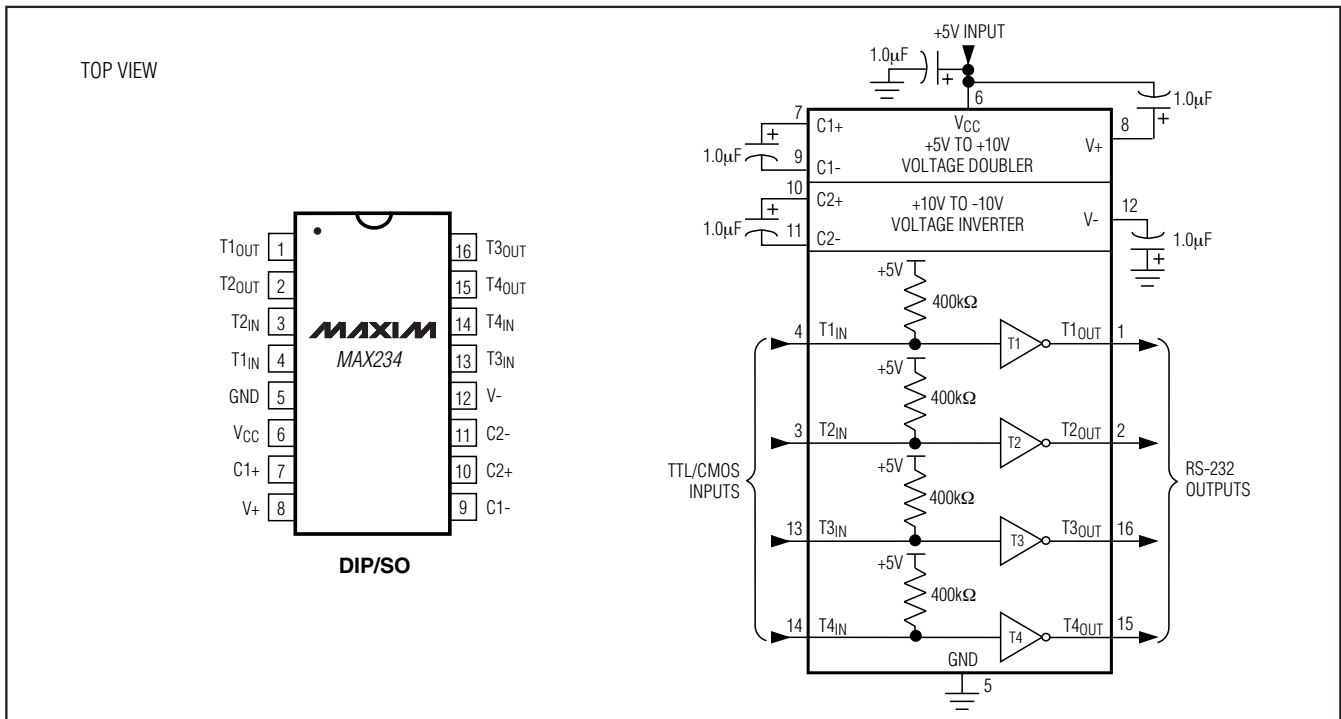 TOP VIEW
T1OUT 1
T2OUT 2
T2IN 3
T1IN 4
GND 5
VCC 6
C1+ 7
V+ 8
16 T3OUT
15 T4OUT
14 T4IN
13 T3IN
12 V-
11 C2-
10 C2+
9 C1-
MAXIM
MAX234
DIP/SO
+5V INPUT
1.0μF
+
6
1.0μF
+
7
C1+
VCC
+5V TO +10V
VOLTAGE DOUBLER
V+
8
+
1.0μF
9
C1-
10
C2+
+10V TO -10V
VOLTAGE INVERTER
V-
12
+
1.0μF
11
C2-
1.0μF
+
+5V
400kΩ
4 T1IN
T1
T1OUT 1
+5V
400kΩ
3 T2IN
T2
T2OUT 2
TTL/CMOS
INPUTS
RS-232
OUTPUTS
+5V
400kΩ
13 T3IN
T3
T3OUT 16
+5V
400kΩ
14 T4IN
T4
T4OUT 15
GND
5